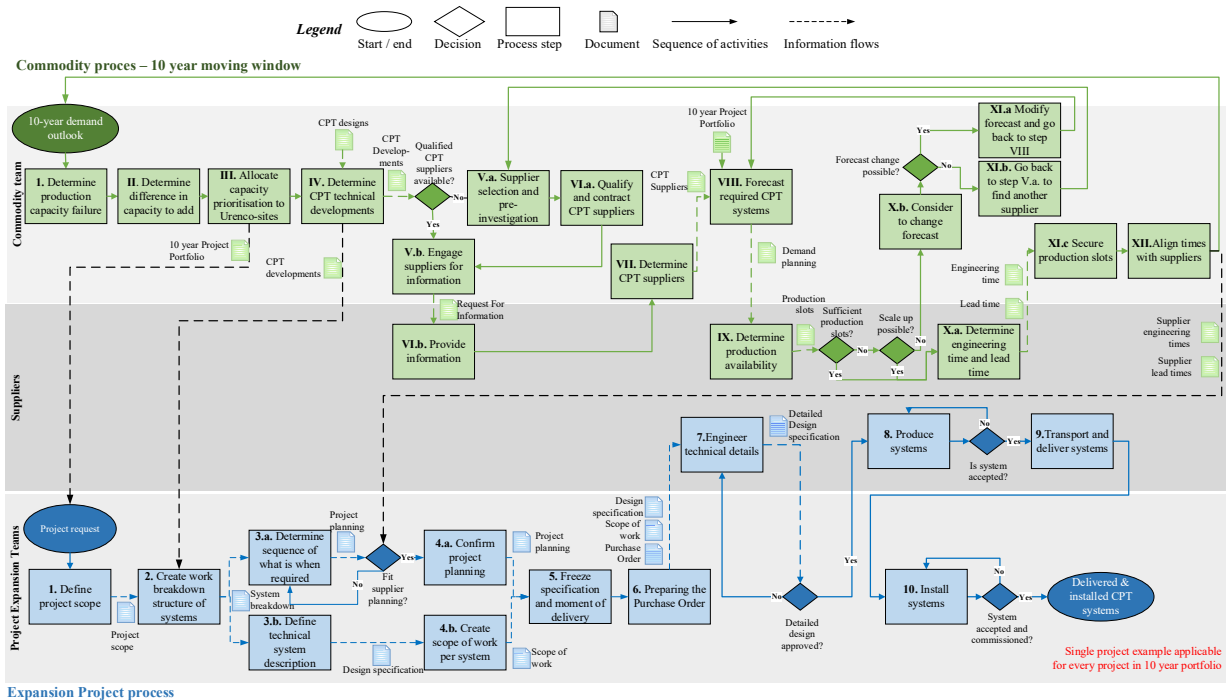 Legend
Start / end
Decision
Process step
Document
Sequence of activities
Information flows
Commodity proces – 10 year moving window
Commodity team
10-year demand
outlook
CPT designs
CPT
Develop-
ments
Qualified
CPT
suppliers
available?
10 year Project
Portfolio
CPT
Suppliers
Forecast change
possible?
Yes
No
XI.a Modify
forecast and go
back to step
VIII
XI.b. Go back
to step V.a. to
find another
supplier
I. Determine
production
capacity failure
II. Determine
difference in
capacity to add
III. Allocate
capacity
prioritisation to
Urenco-sites
IV. Determine
CPT technical
developments
No
Yes
V.a. Supplier
selection and
pre-
investigation
VI.a. Qualify
and contract
CPT suppliers
VIII. Forecast
required CPT
systems
X.b. Consider
to change
forecast
10 year Project
Portfolio
CPT
developments
V.b. Engage
suppliers for
information
VII. Determine
CPT suppliers
Demand
planning
Engineering
time
Lead time
XI.c Secure
production slots
XII.Align times
with suppliers
Suppliers
Request For
Information
VI.b. Provide
information
Production
slots
Sufficient
production
slots?
Scale up
possible?
No
No
Yes
Yes
IX. Determine
production
availability
X.a. Determine
engineering
time and lead
time
Supplier
engineering
times
Supplier
lead times
7.Engineer
technical details
Detailed
Design
specification
8. Produce
systems
No
Yes
Is system
accepted?
9.Transport and
deliver systems
Project Expansion Teams
Project request
1. Define
project scope
Project
scope
2. Create work
breakdown
structure of
systems
System
breakdown
3.a. Determine
sequence of
what is when
required
Project
planning
Yes
No
Fit
supplier
planning?
4.a. Confirm
project
planning
Project
planning
3.b. Define
technical
system
description
Design specification
4.b. Create
scope of work
per system
Scope of
work
5. Freeze
specification
and moment of
delivery
6. Preparing the
Purchase Order
Design
specification
Scope of
work
Purchase
Order
No
Yes
Detailed
design
approved?
10. Install
systems
No
Yes
System
accepted and
commissioned?
Delivered &
installed CPT
systems
Single project example applicable
for every project in 10 year portfolio
Expansion Project process